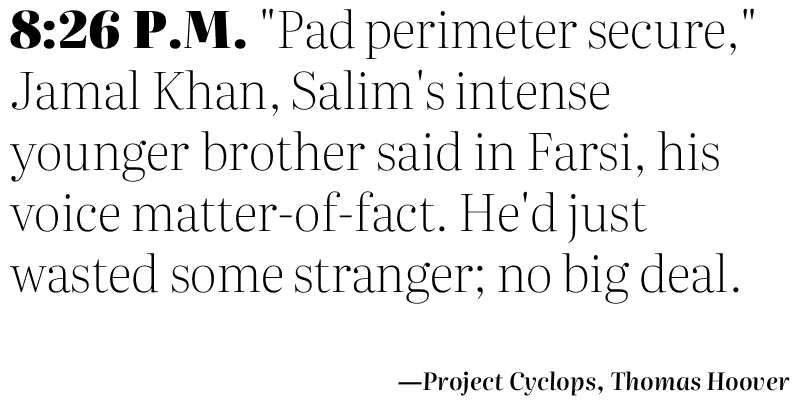 8:26 P.M. "Pad perimeter secure,"
Jamal Khan, Salim's intense
younger brother said in Farsi, his
voice matter-of-fact. He'd just
wasted some stranger; no big deal.
—Project Cyclops, Thomas Hoover